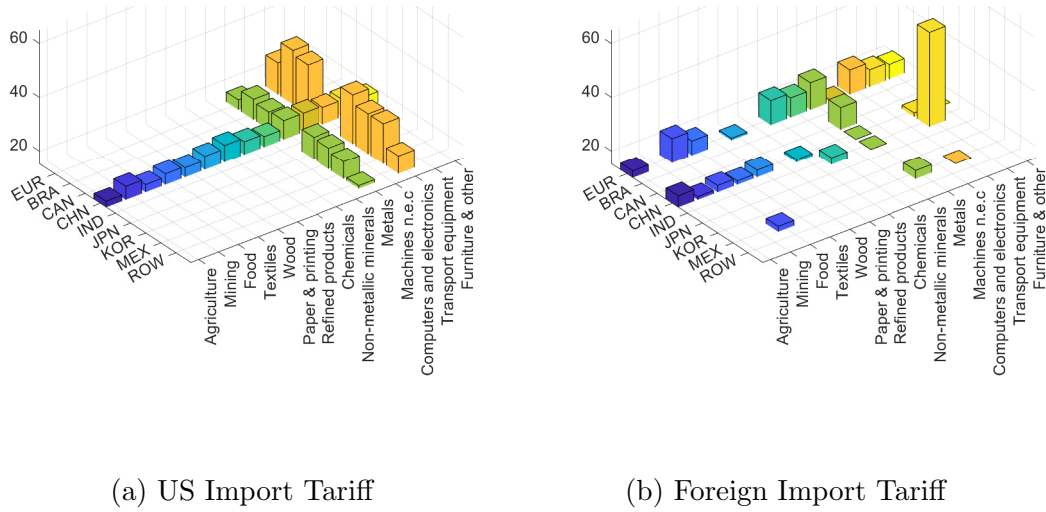 60
40
20
EUR
BRA
CAN
CHN
IND
JPN
KOR
MEX
ROW
Agriculture
Mining
Food
Textiles
Wood
Paper & printing
Refined products
Chemicals
Non-metallic minerals
Metals
Machines n.e.c
Computers and electronics
Transport equipment
Furniture & other
60
40
20
EUR
BRA
CAN
CHN
IND
JPN
KOR
MEX
ROW
Agriculture
Mining
Food
Textiles
Wood
Paper & printing
Refined products
Chemicals
Non-metallic minerals
Metals
Machines n.e.c
Computers and electronics
Transport equipment
Furniture & other
(a) US Import Tariff
(b) Foreign Import Tariff